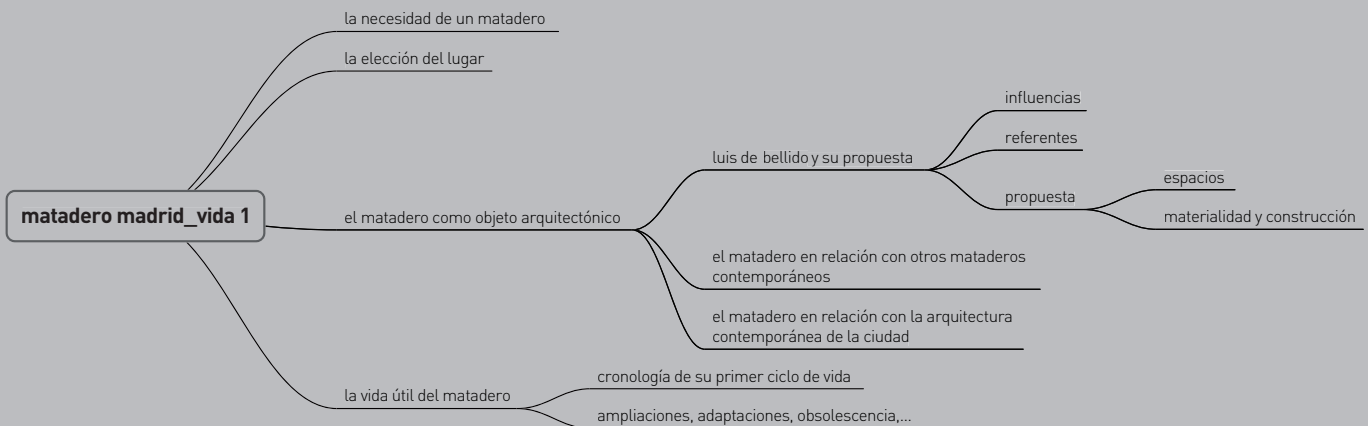 matadero madrid_vida 1
la necesidad de un matadero
la elección del lugar
el matadero como objeto arquitectónico
luis de bellido y su propuesta
influencias
referentes
propuesta
espacios
materialidad y construcción
el matadero en relación con otros mataderos
contemporáneos
el matadero en relación con la arquitectura
contemporánea de la ciudad
la vida útil del matadero
cronología de su primer ciclo de vida
ampliaciones, adaptaciones, obsolescencia,...